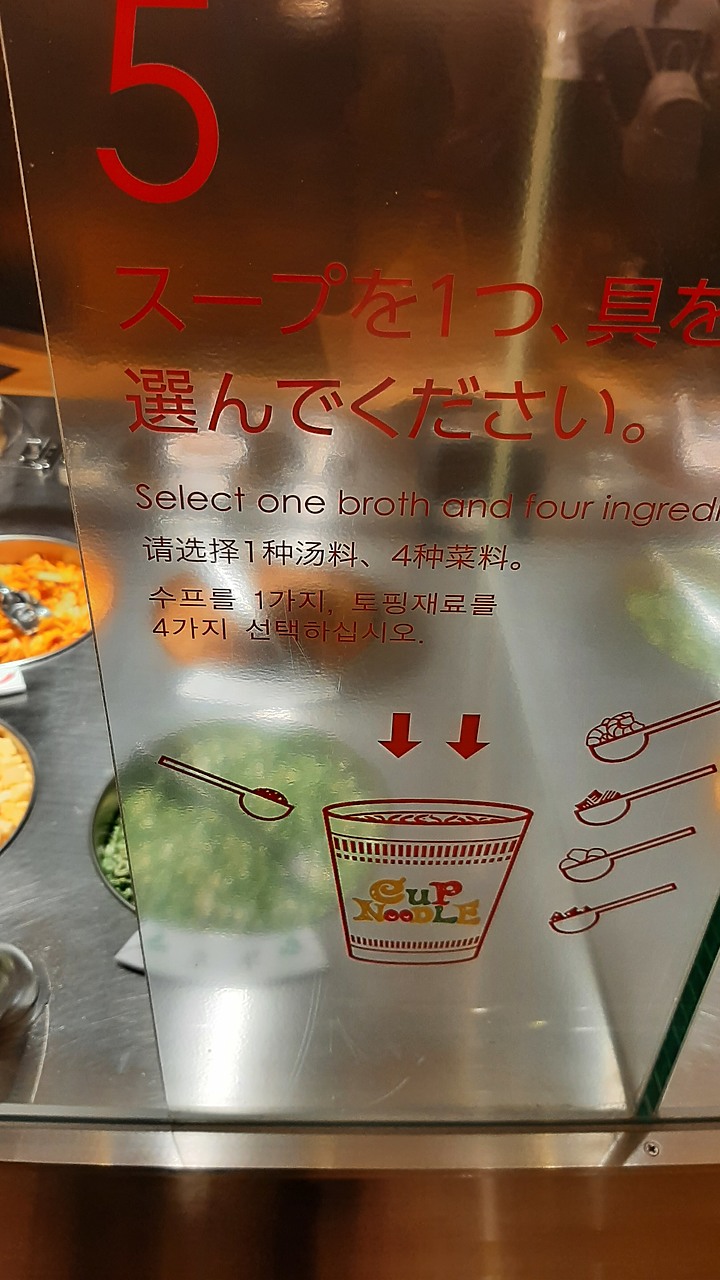 5
スープを1つ、具を
選んでください。
Select one broth and four ingredi
请选择1种汤料、4种菜料。
수프를 1가지, 토핑재료를
4가지 선택하십시오.
CUP
NOODLE